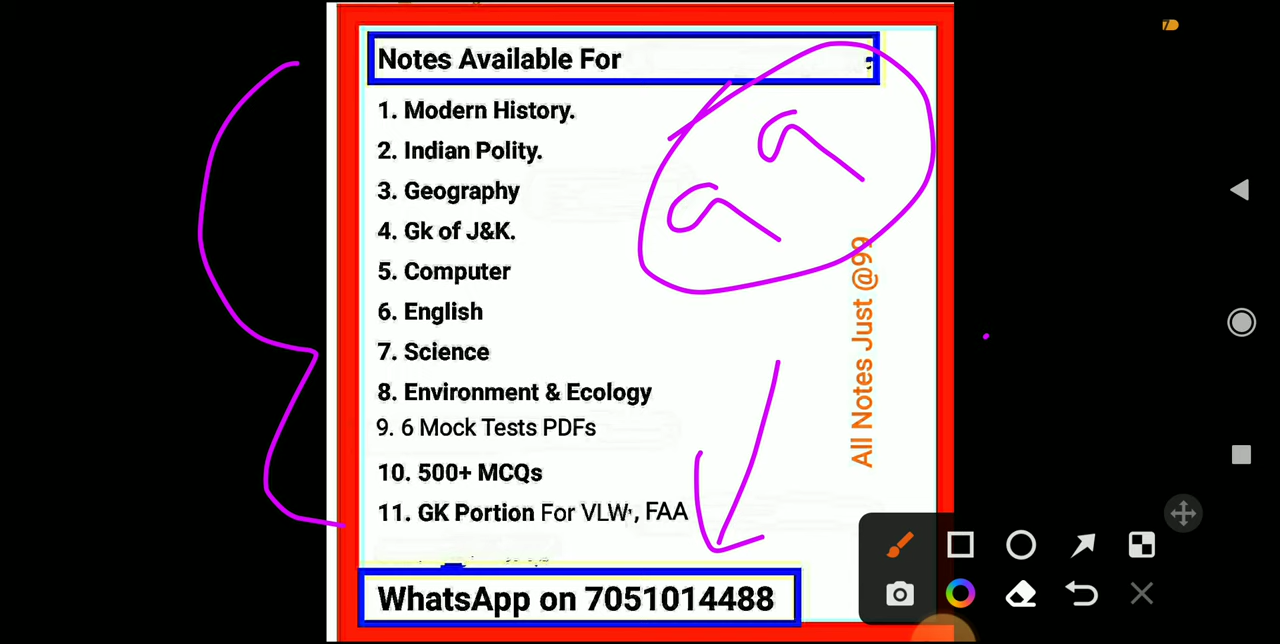 Notes Available For
1. Modern History.
2. Indian Polity.
3. Geography
4. Gk of J&K.
5. Computer
6. English
7. Science
8. Environment & Ecology
9. 6 Mock Tests PDFs
10. 500+ MCQs
11. GK Portion For VLW, FAA
WhatsApp on 7051014488
All Notes Just @99
99